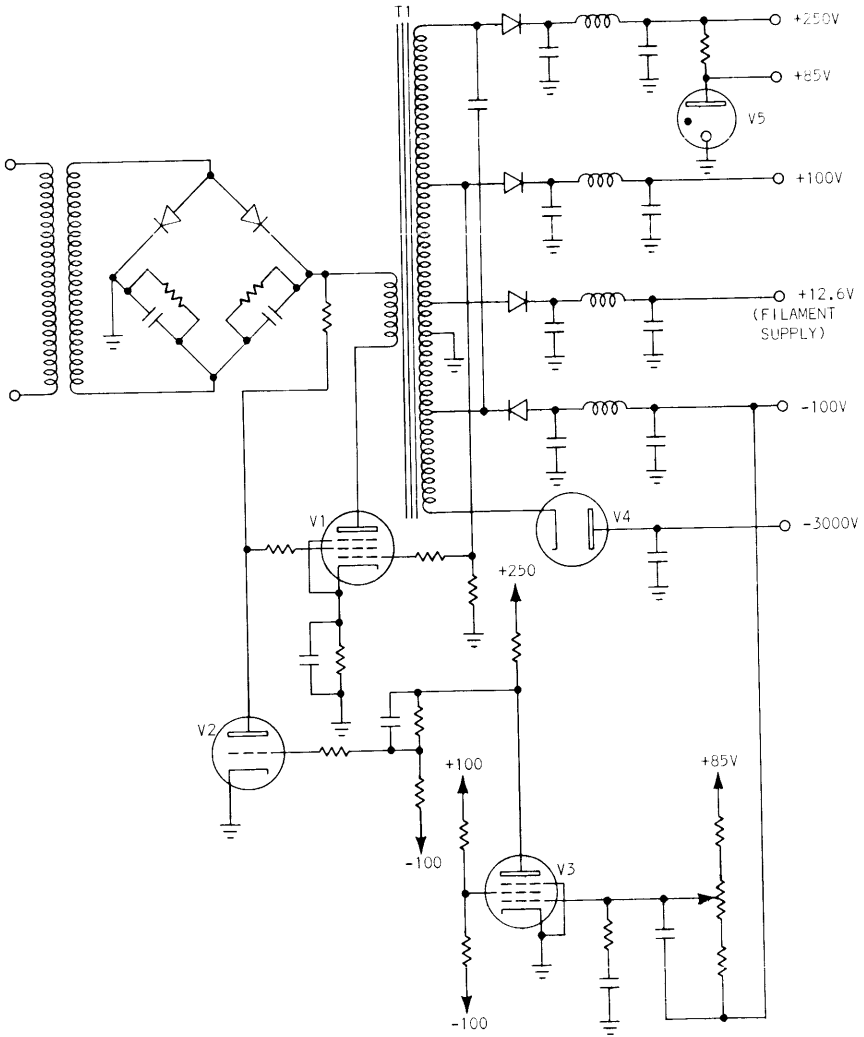 T1
+250V
+85V
V5
+100V
+12.6V
(FILAMENT
SUPPLY)
-100V
V1
V4
-3000V
+250
V2
+100
+85V
-100
V3
-100